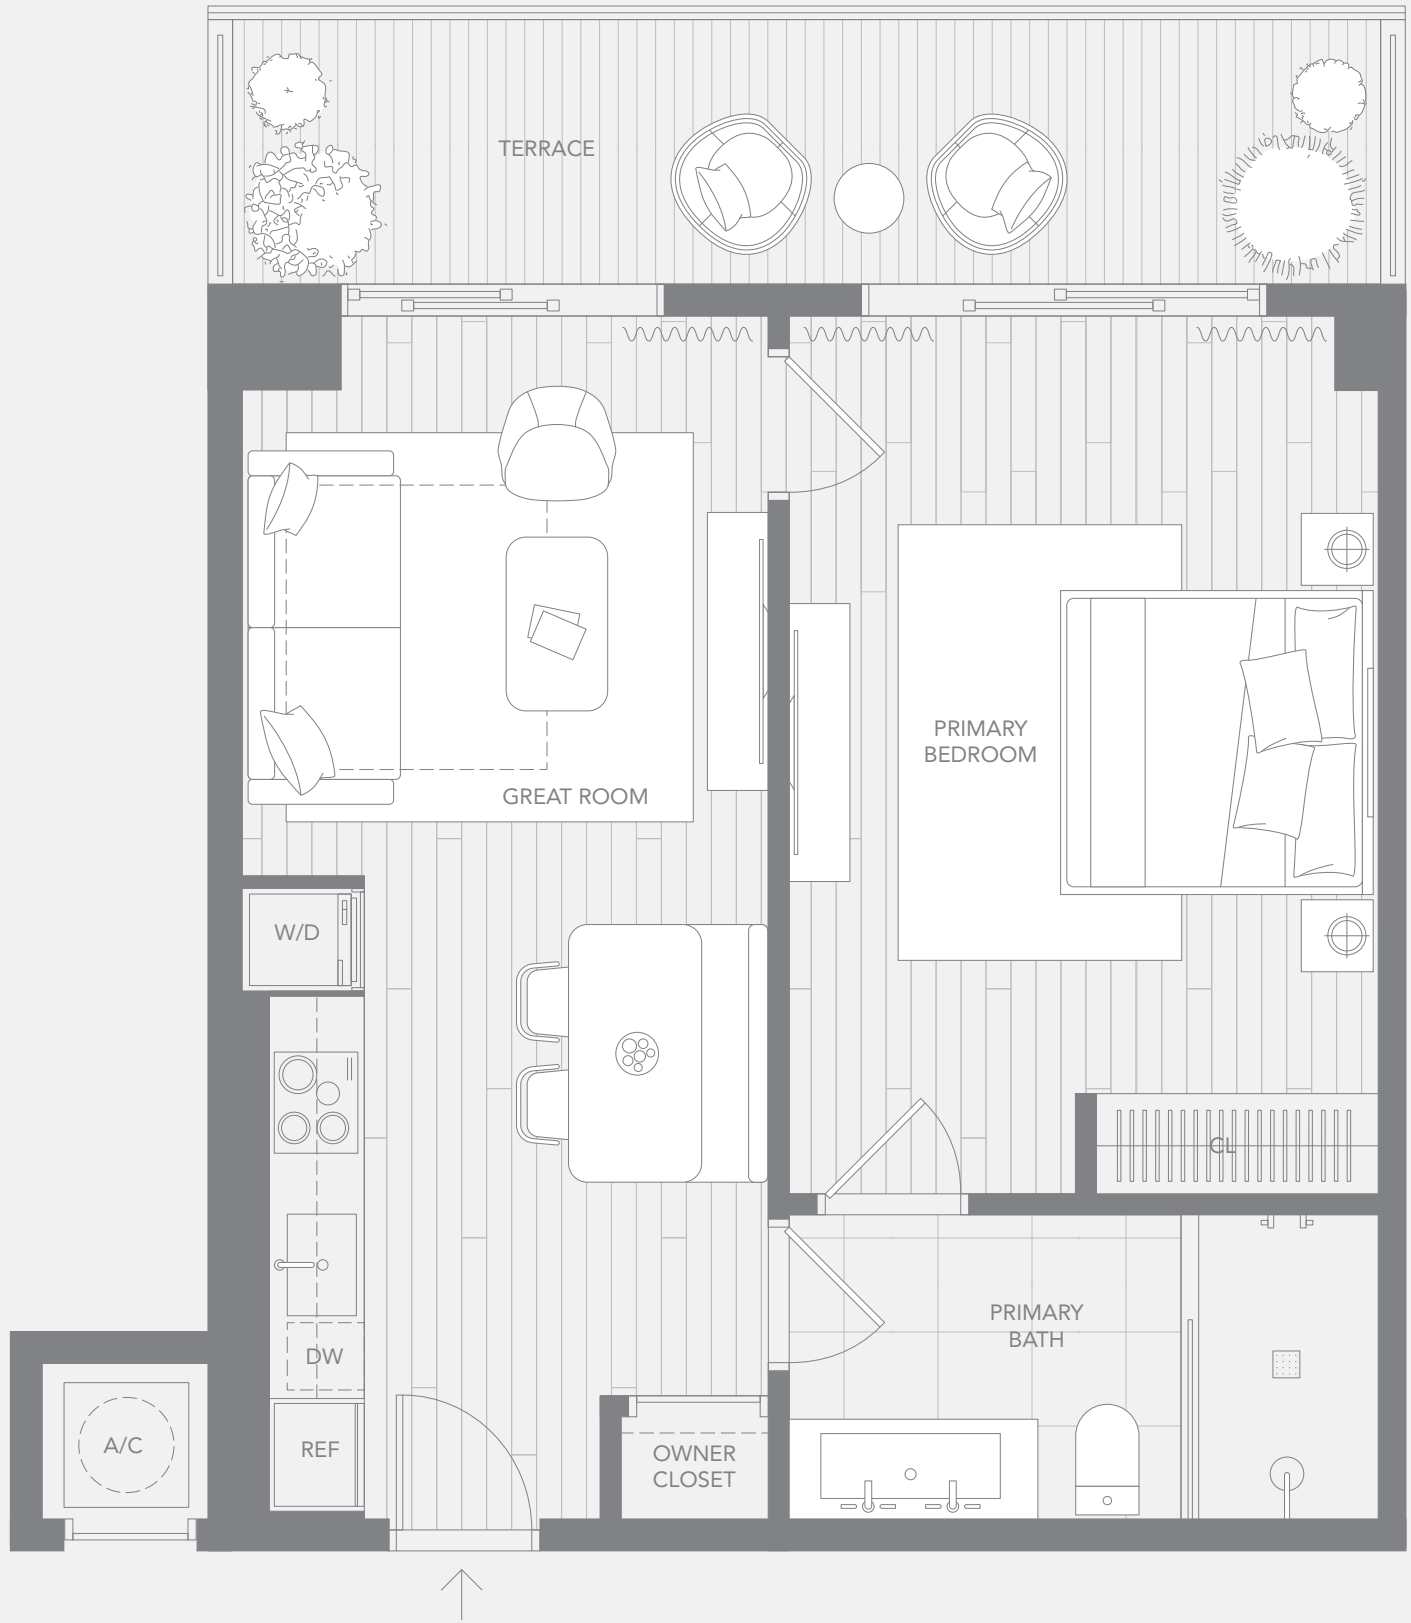 TERRACE
PRIMARY
BEDROOM
GREAT ROOM
W/D
CL
PRIMARY
BATH
DW
A/C
REF
OWNER
CLOSET